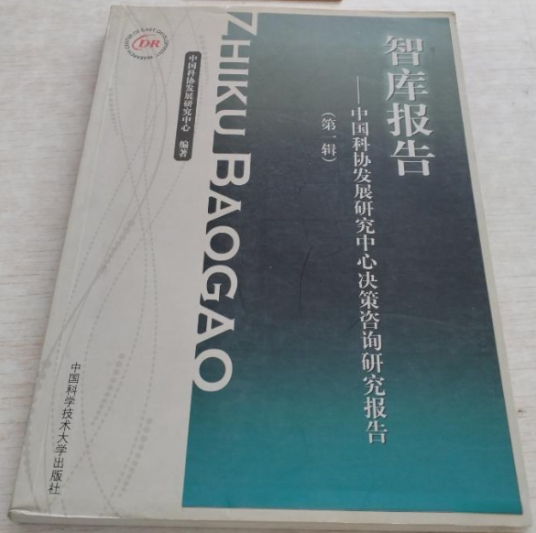 智库报告
——中国科协发展研究中心决策咨询研究报告
（第一辑）
ZHIKU BAOGAO
中国科协发展研究中心 编著
DR
中国科学技术大学出版社